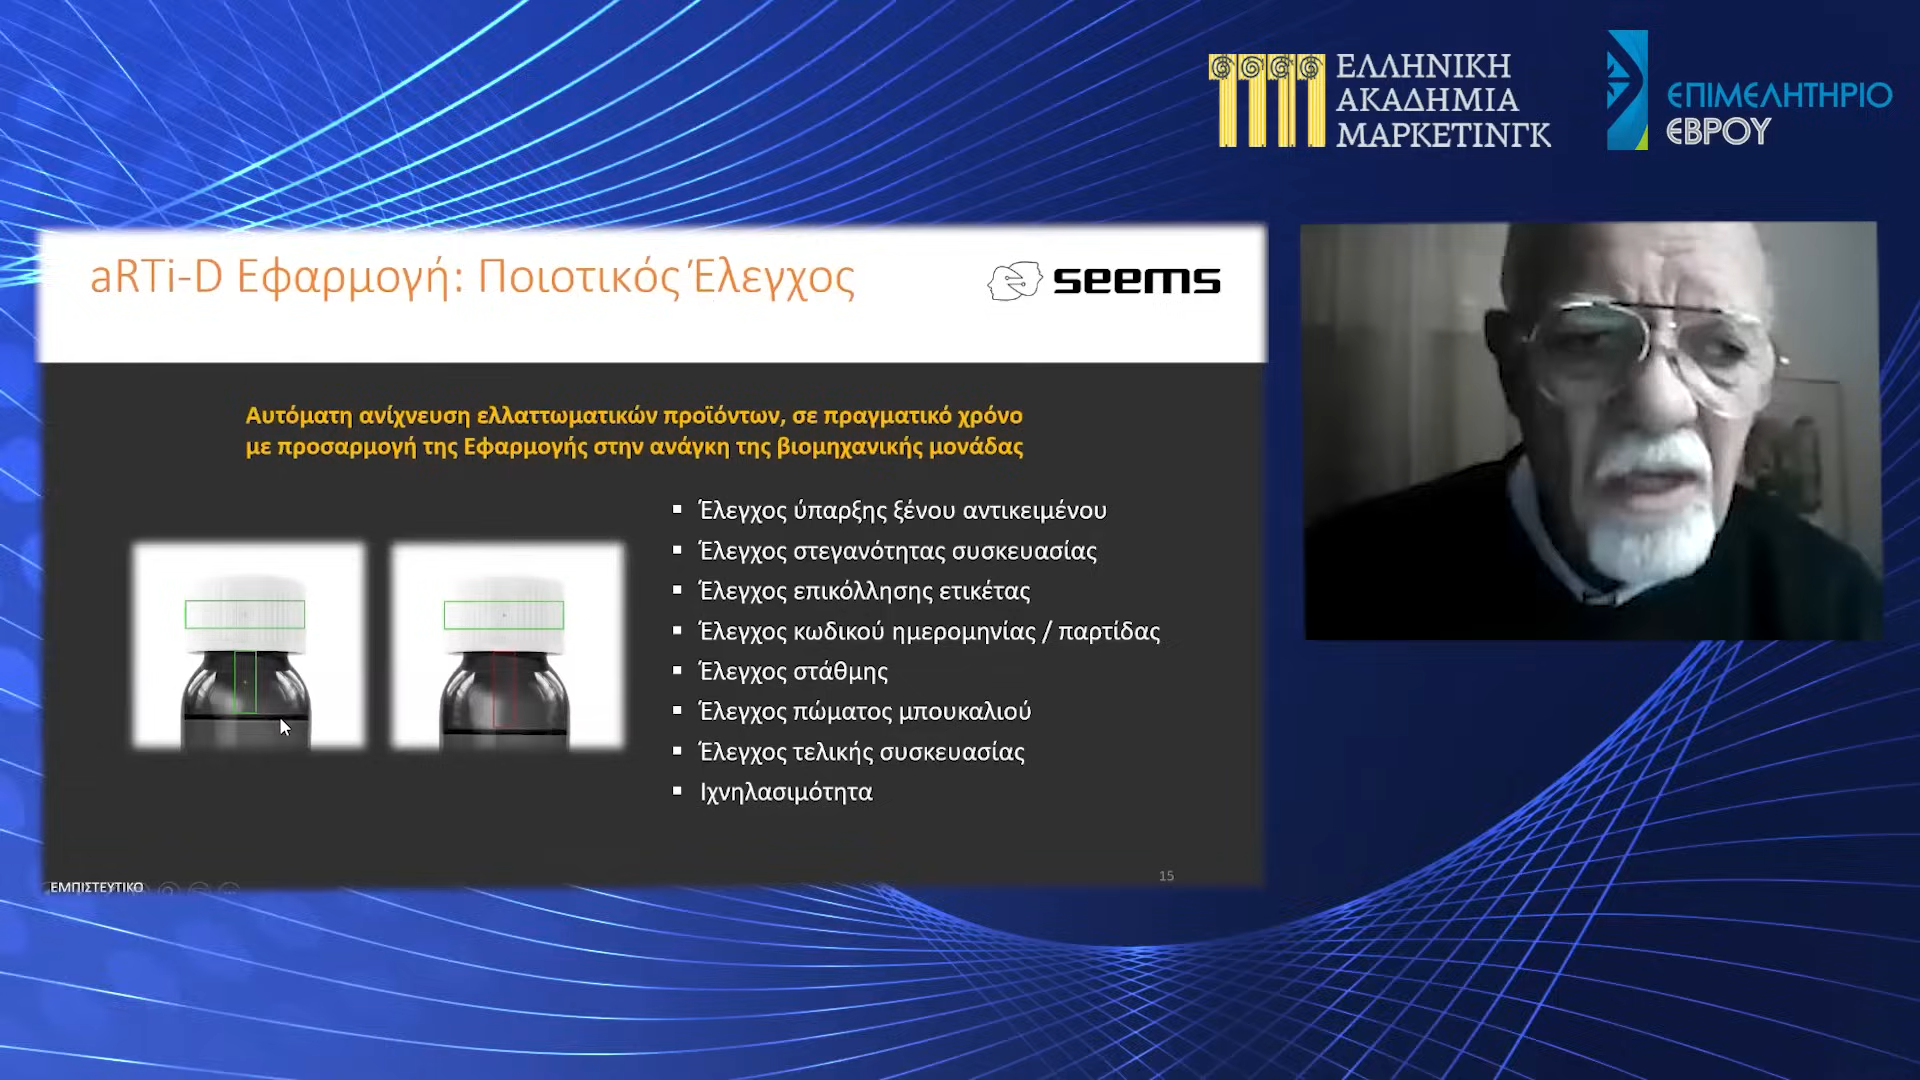 ΕΛΛΗΝΙΚΗ
ΑΚΑΔΗΜΙΑ
ΜΑΡΚΕΤΙΝΓΚ
ΕΠΙΜΕΛΗΤΗΡΙΟ
ΕΒΡΟΥ
aRTi-D Εφαρμογή: Ποιοτικός Έλεγχος
seems
Αυτόματη ανίχνευση ελλαττωματικών προϊόντων, σε πραγματικό χρόνο
με προσαρμογή της Εφαρμογής στην ανάγκη της βιομηχανικής μονάδας
▪ Έλεγχος ύπαρξης ξένου αντικειμένου
▪ Έλεγχος στεγανότητας συσκευασίας
▪ Έλεγχος επικόλλησης ετικέτας
▪ Έλεγχος κωδικού ημερομηνίας / παρτίδας
▪ Έλεγχος στάθμης
▪ Έλεγχος πώματος μπουκαλιού
▪ Έλεγχος τελικής συσκευασίας
▪ Ιχνηλασιμότητα
15
ΕΜΠΙΣΤΕΥΤΙΚΟ